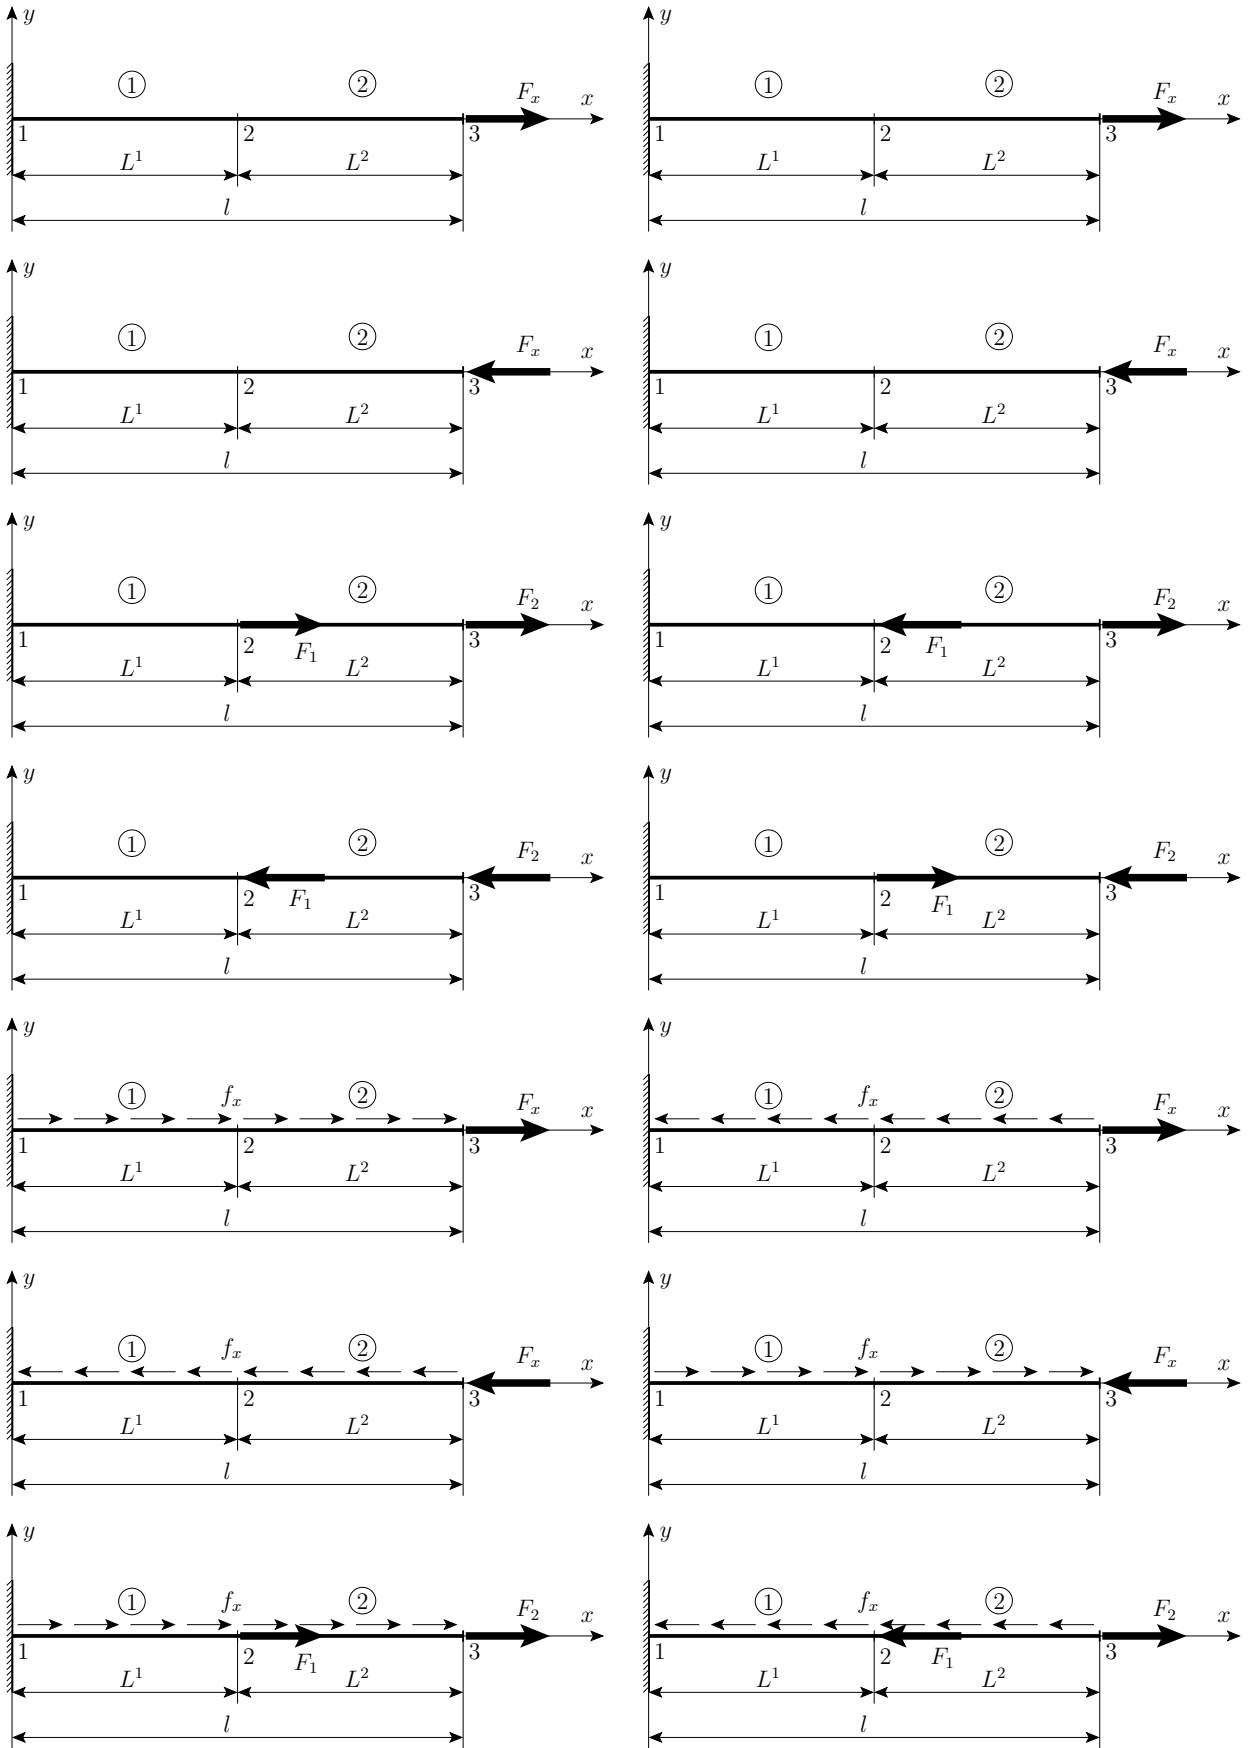 y y
① ② F_x x ① ② F_x x
1 2 3 1 2 3
L^1 L^2 L^1 L^2
l l
y y
① ② F_x x ① ② F_x x
1 2 3 1 2 3
L^1 L^2 L^1 L^2
l l
y y
① ② F_2 x ① ② F_2 x
1 2 F_1 3 1 2 F_1 3
L^1 L^2 L^1 L^2
l l
y y
① ② F_2 x ① ② F_2 x
1 2 F_1 3 1 2 F_1 3
L^1 L^2 L^1 L^2
l l
y y
① f_x ② F_x x ① f_x ② F_x x
1 2 3 1 2 3
L^1 L^2 L^1 L^2
l l
y y
① f_x ② F_x x ① f_x ② F_x x
1 2 3 1 2 3
L^1 L^2 L^1 L^2
l l
y y
① f_x ② F_2 x ① f_x ② F_2 x
1 2 F_1 3 1 2 F_1 3
L^1 L^2 L^1 L^2
l l